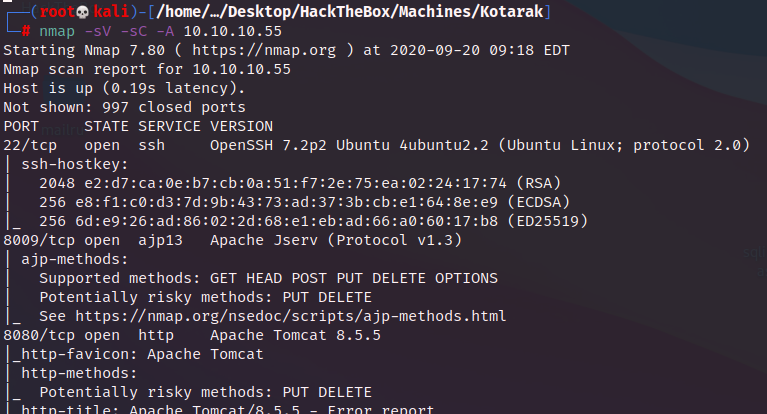 ┌──(root💀kali)-[/home/…/Desktop/HackTheBox/Machines/Kotarak]
└─# nmap -sV -sC -A 10.10.10.55
Starting Nmap 7.80 ( https://nmap.org ) at 2020-09-20 09:18 EDT
Nmap scan report for 10.10.10.55
Host is up (0.19s latency).
Not shown: 997 closed ports
PORT     STATE SERVICE VERSION
22/tcp   open  ssh     OpenSSH 7.2p2 Ubuntu 4ubuntu2.2 (Ubuntu Linux; protocol 2.0)
| ssh-hostkey:
|   2048 e2:d7:ca:0e:b7:cb:0a:51:f7:2e:75:ea:02:24:17:74 (RSA)
|   256 e8:f1:c0:d3:7d:9b:43:73:ad:37:3b:cb:e1:64:8e:e9 (ECDSA)
|_  256 6d:e9:26:ad:86:02:2d:68:e1:eb:ad:66:a0:60:17:b8 (ED25519)
8009/tcp open  ajp13   Apache Jserv (Protocol v1.3)
| ajp-methods:
|   Supported methods: GET HEAD POST PUT DELETE OPTIONS
|   Potentially risky methods: PUT DELETE
|_  See https://nmap.org/nsedoc/scripts/ajp-methods.html
8080/tcp open  http    Apache Tomcat 8.5.5
|_http-favicon: Apache Tomcat
| http-methods:
|_  Potentially risky methods: PUT DELETE
| http-title: Apache Tomcat/8.5.5 - Error report